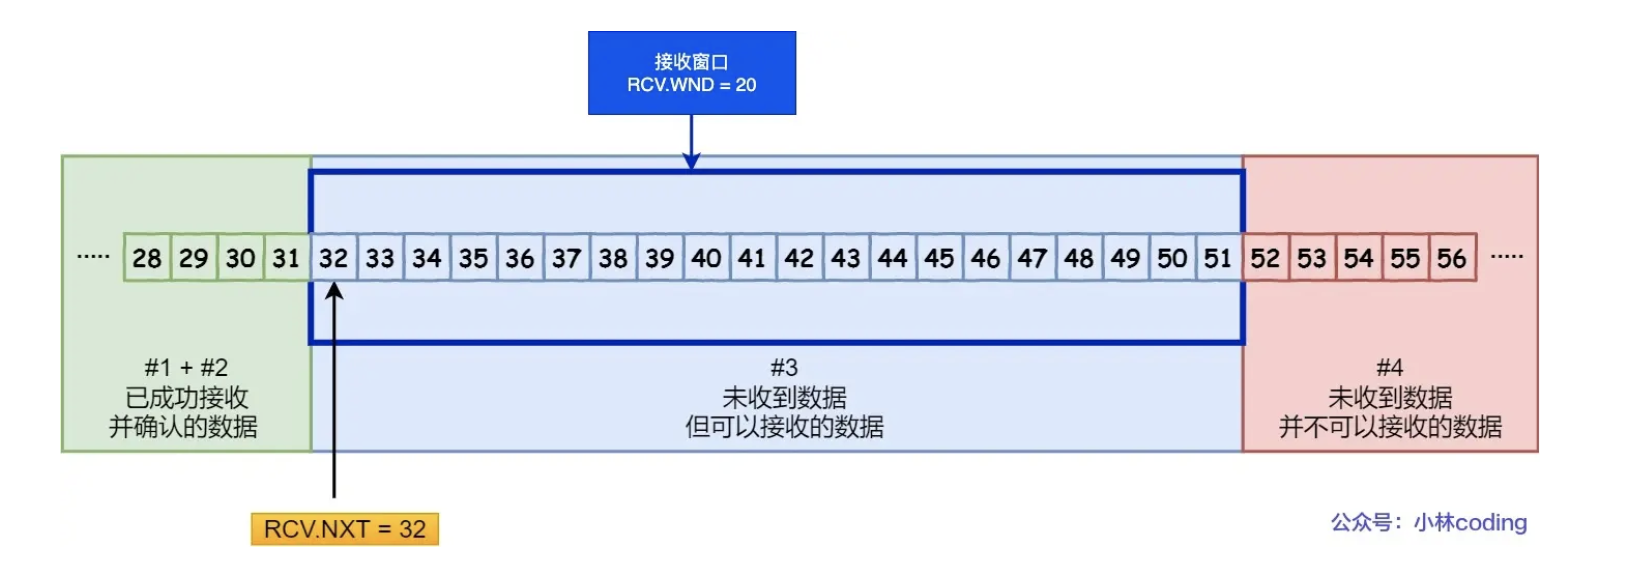 接收窗口
RCV.WND = 20
..... 28 29 30 31 32 33 34 35 36 37 38 39 40 41 42 43 44 45 46 47 48 49 50 51 52 53 54 55 56 .....
#1 + #2
已成功接收
并确认的数据
#3
未收到数据
但可以接收的数据
#4
未收到数据
并不可以接收的数据
RCV.NXT = 32
公众号：小林coding